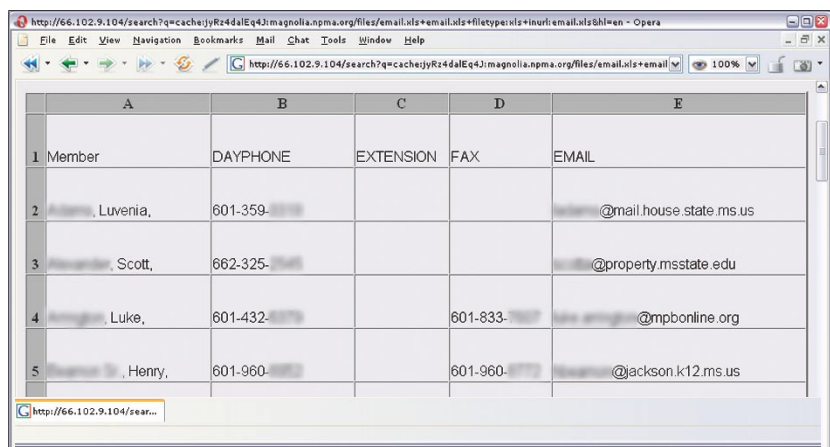 http://66.102.9.104/search?q=cache:jyRz4dalEq4J:magnolia.npma.org/files/email.xls+email.xls+filetype:xls+inurl:email.xls&hl=en - Opera
File Edit View Navigation Bookmarks Mail Chat Tools Window Help
http://66.102.9.104/search?q=cache:jyRz4dalEq4J:magnolia.npma.org/files/email.xls+email 100%
A B C D E
1 Member DAYPHONE EXTENSION FAX EMAIL
2 , Luvenia, 601-359- @mail.house.state.ms.us
3 , Scott, 662-325- @property.msstate.edu
4 , Luke, 601-432- 601-833- @mpbonline.org
5 , Henry, 601-960- 601-960- @jackson.k12.ms.us
http://66.102.9.104/sear...